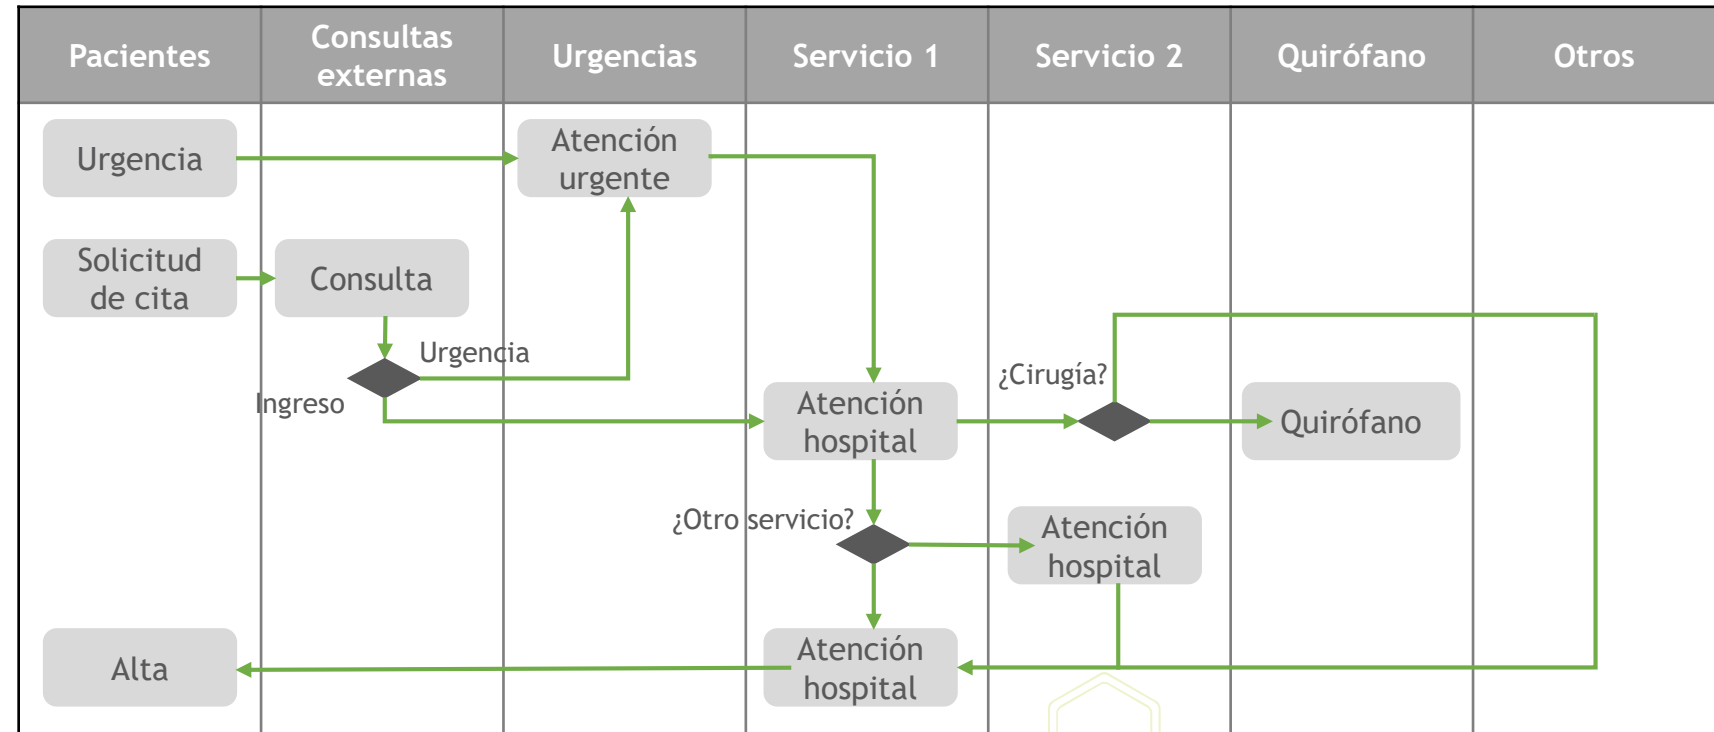 Pacientes
Consultas
externas
Urgencias
Servicio 1
Servicio 2
Quirófano
Otros
Urgencia
Atención
urgente
Solicitud
de cita
Consulta
Urgencia
Ingreso
¿Cirugía?
Atención
hospital
Quirófano
¿Otro servicio?
Atención
hospital
Alta
Atención
hospital